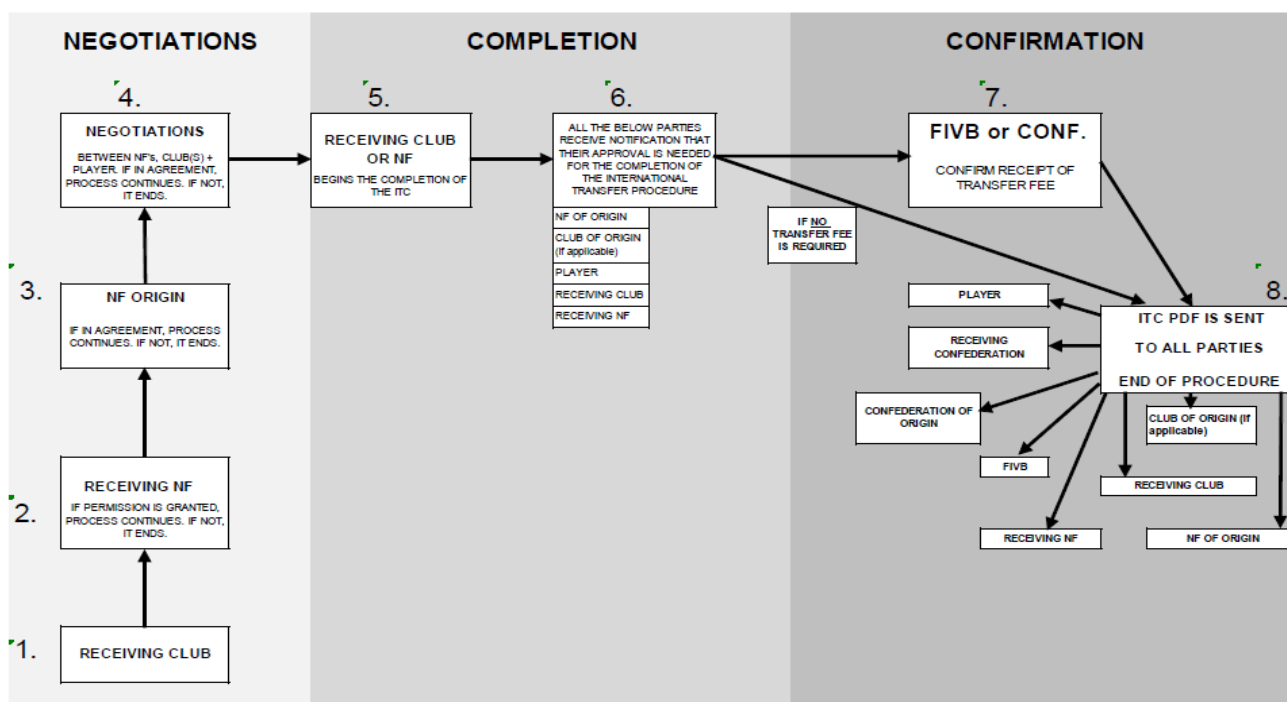 NEGOTIATIONS
COMPLETION
CONFIRMATION
4.
NEGOTIATIONS
BETWEEN NF's, CLUB(S) +
PLAYER. IF IN AGREEMENT,
PROCESS CONTINUES. IF NOT,
IT ENDS.
5.
RECEIVING CLUB
OR NF
BEGINS THE COMPLETION OF
THE ITC
6.
ALL THE BELOW PARTIES
RECEIVE NOTIFICATION THAT
THEIR APPROVAL IS NEEDED
FOR THE COMPLETION OF
THE INTERNATIONAL
TRANSFER PROCEDURE
NF OF ORIGIN
CLUB OF ORIGIN
(if applicable)
PLAYER
RECEIVING CLUB
RECEIVING NF
7.
FIVB or CONF.
CONFIRM RECEIPT OF
TRANSFER FEE
IF NO
TRANSFER FEE
IS REQUIRED
3.
NF ORIGIN
IF IN AGREEMENT, PROCESS
CONTINUES. IF NOT, IT ENDS.
8.
ITC PDF IS SENT
TO ALL PARTIES
END OF PROCEDURE
PLAYER
RECEIVING
CONFEDERATION
CONFEDERATION OF
ORIGIN
CLUB OF ORIGIN (if
applicable)
FIVB
RECEIVING CLUB
RECEIVING NF
NF OF ORIGIN
2.
RECEIVING NF
IF PERMISSION IS GRANTED,
PROCESS CONTINUES. IF NOT,
IT ENDS.
1.
RECEIVING CLUB